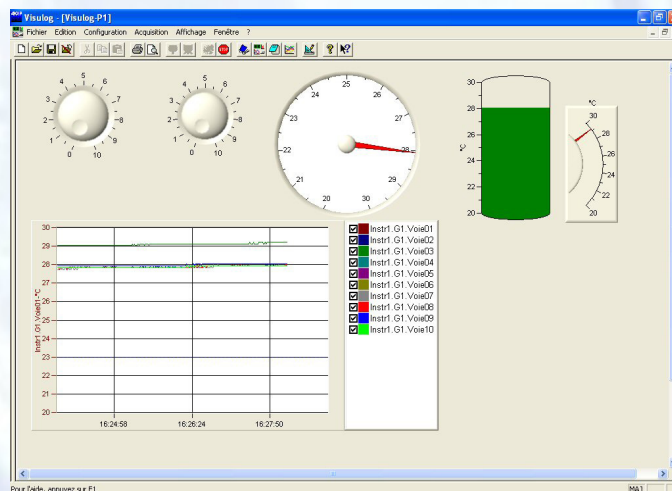 Visulog - [Visulog-P1]
Fichier Edition Configuration Acquisition Affichage Fenêtre ?
STOP
0 1 2 3 4 5 6 7 8 9 10
0 1 2 3 4 5 6 7 8 9 10
20 21 22 23 24 25 26 27 28 29 30
°C
30
28
26
24
22
20
°C
30
28
26
24
22
20
Instr1.G1.Voie01-°C
30
29
28
27
26
25
24
23
22
21
20
16:24:58 16:26:24 16:27:50
Instr1.G1.Voie01
Instr1.G1.Voie02
Instr1.G1.Voie03
Instr1.G1.Voie04
Instr1.G1.Voie05
Instr1.G1.Voie06
Instr1.G1.Voie07
Instr1.G1.Voie08
Instr1.G1.Voie09
Instr1.G1.Voie10
Pour l'aide, appuyez sur F1
MAJ